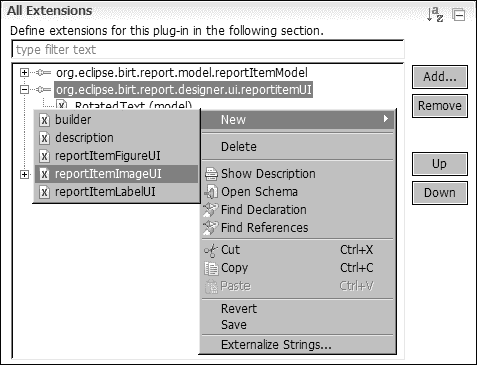 All Extensions
Define extensions for this plug-in in the following section.
type filter text
org.eclipse.birt.report.model.reportItemModel
org.eclipse.birt.report.designer.ui.reportitemUI
RotatedText (model)
builder
description
reportItemFigureUI
reportItemImageUI
reportItemLabelUI
New
Delete
Show Description
Open Schema
Find Declaration
Find References
Cut Ctrl+X
Copy Ctrl+C
Paste Ctrl+V
Revert
Save
Externalize Strings...
Add...
Remove
Up
Down